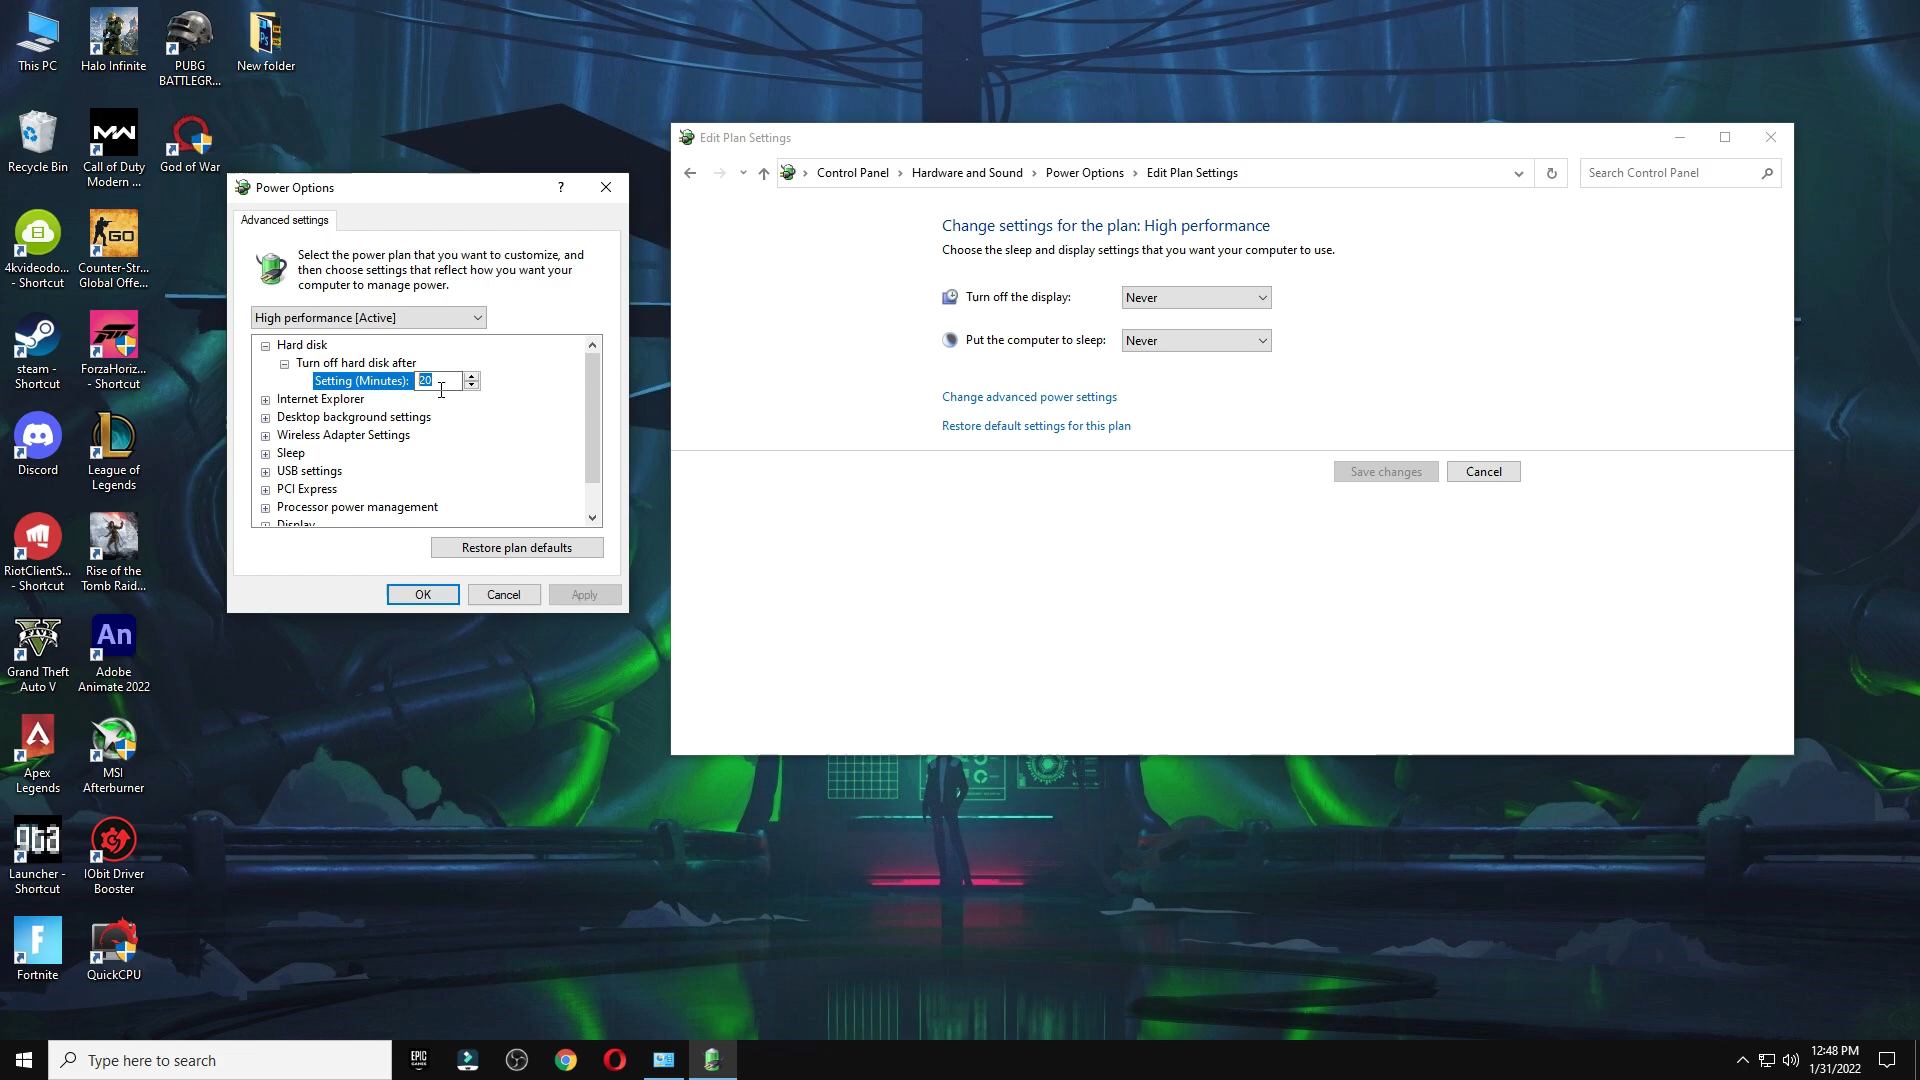 This PC
Halo Infinite
PUBG
BATTLEGR...
New folder
Recycle Bin
MW
Call of Duty
Modern ...
God of War
4kvideodo...
- Shortcut
GO
Counter-Str...
Global Offe...
steam -
Shortcut
ForzaHoriz...
- Shortcut
Discord
League of
Legends
RiotClientS...
- Shortcut
Rise of the
Tomb Raid...
V
FIVE
Grand Theft
Auto V
An
Adobe
Animate 2022
Apex
Legends
MSI
Afterburner
gta
Launcher -
Shortcut
IObit Driver
Booster
F
Fortnite
QuickCPU
Power Options
?
Advanced settings
Select the power plan that you want to customize, and
then choose settings that reflect how you want your
computer to manage power.
High performance [Active]
Hard disk
Turn off hard disk after
Setting (Minutes): 20
Internet Explorer
Desktop background settings
Wireless Adapter Settings
Sleep
USB settings
PCI Express
Processor power management
Display
Restore plan defaults
OK
Cancel
Apply
Edit Plan Settings
Control Panel
Hardware and Sound
Power Options
Edit Plan Settings
Search Control Panel
Change settings for the plan: High performance
Choose the sleep and display settings that you want your computer to use.
Turn off the display:
Never
Put the computer to sleep:
Never
Change advanced power settings
Restore default settings for this plan
Save changes
Cancel
Type here to search
EPIC
GAMES
12:48 PM
1/31/2022